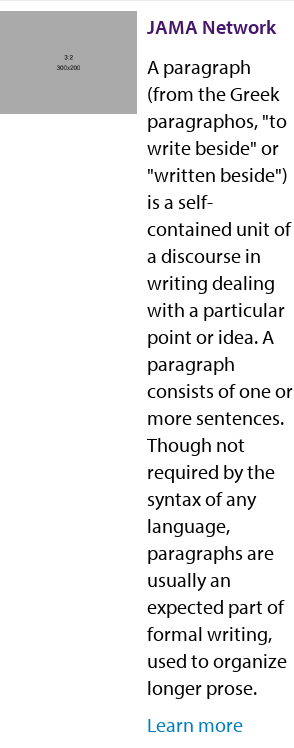 3:2
300x200
JAMA Network
A paragraph
(from the Greek
paragraphos, "to
write beside" or
"written beside")
is a self-
contained unit of
a discourse in
writing dealing
with a particular
point or idea. A
paragraph
consists of one or
more sentences.
Though not
required by the
syntax of any
language,
paragraphs are
usually an
expected part of
formal writing,
used to organize
longer prose.
Learn more